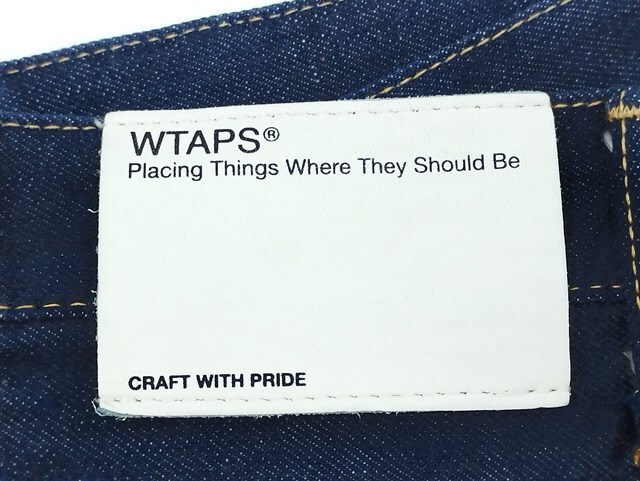 WTAPS®
Placing Things Where They Should Be
CRAFT WITH PRIDE